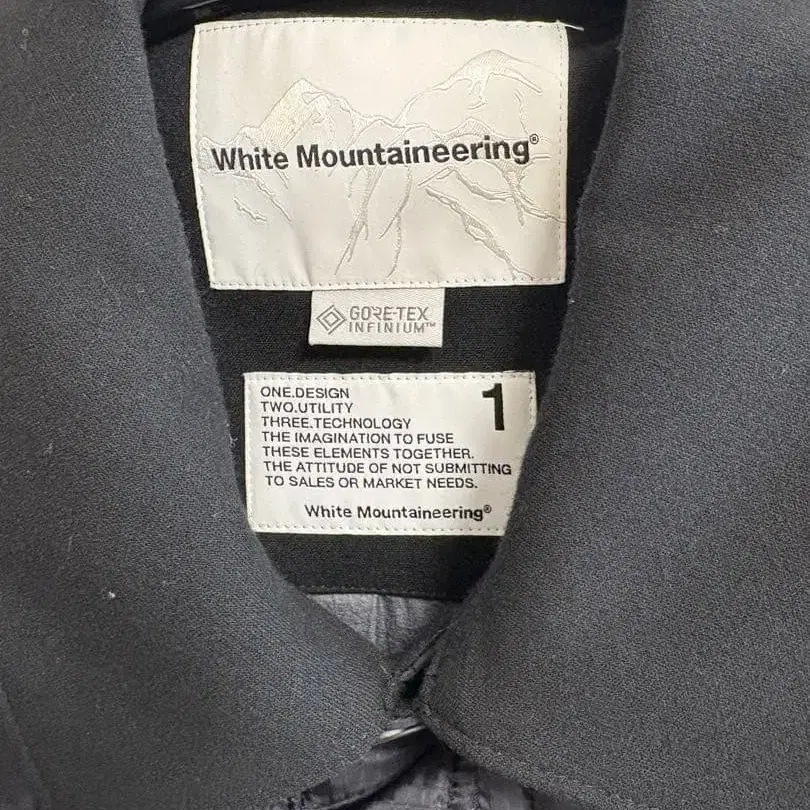 White Mountaineering®
GORE-TEX
INFINIUM™
1
ONE.DESIGN
TWO.UTILITY
THREE.TECHNOLOGY
THE IMAGINATION TO FUSE
THESE ELEMENTS TOGETHER.
THE ATTITUDE OF NOT SUBMITTING
TO SALES OR MARKET NEEDS.
White Mountaineering®